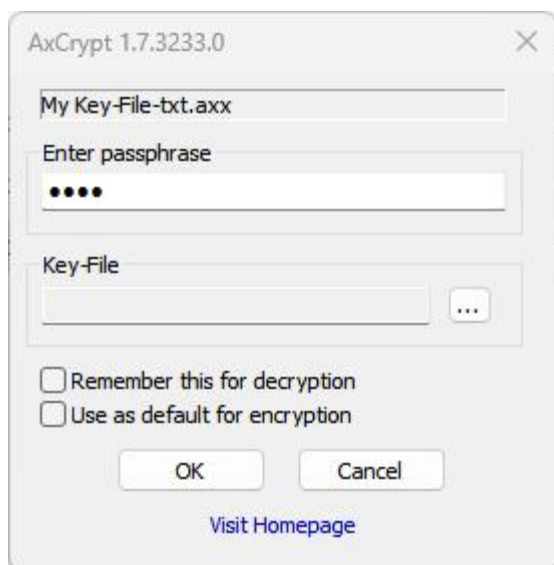 AxCrypt 1.7.3233.0
My Key-File-txt.axx
Enter passphrase
••••
Key-File
...
Remember this for decryption
Use as default for encryption
OK Cancel
Visit Homepage